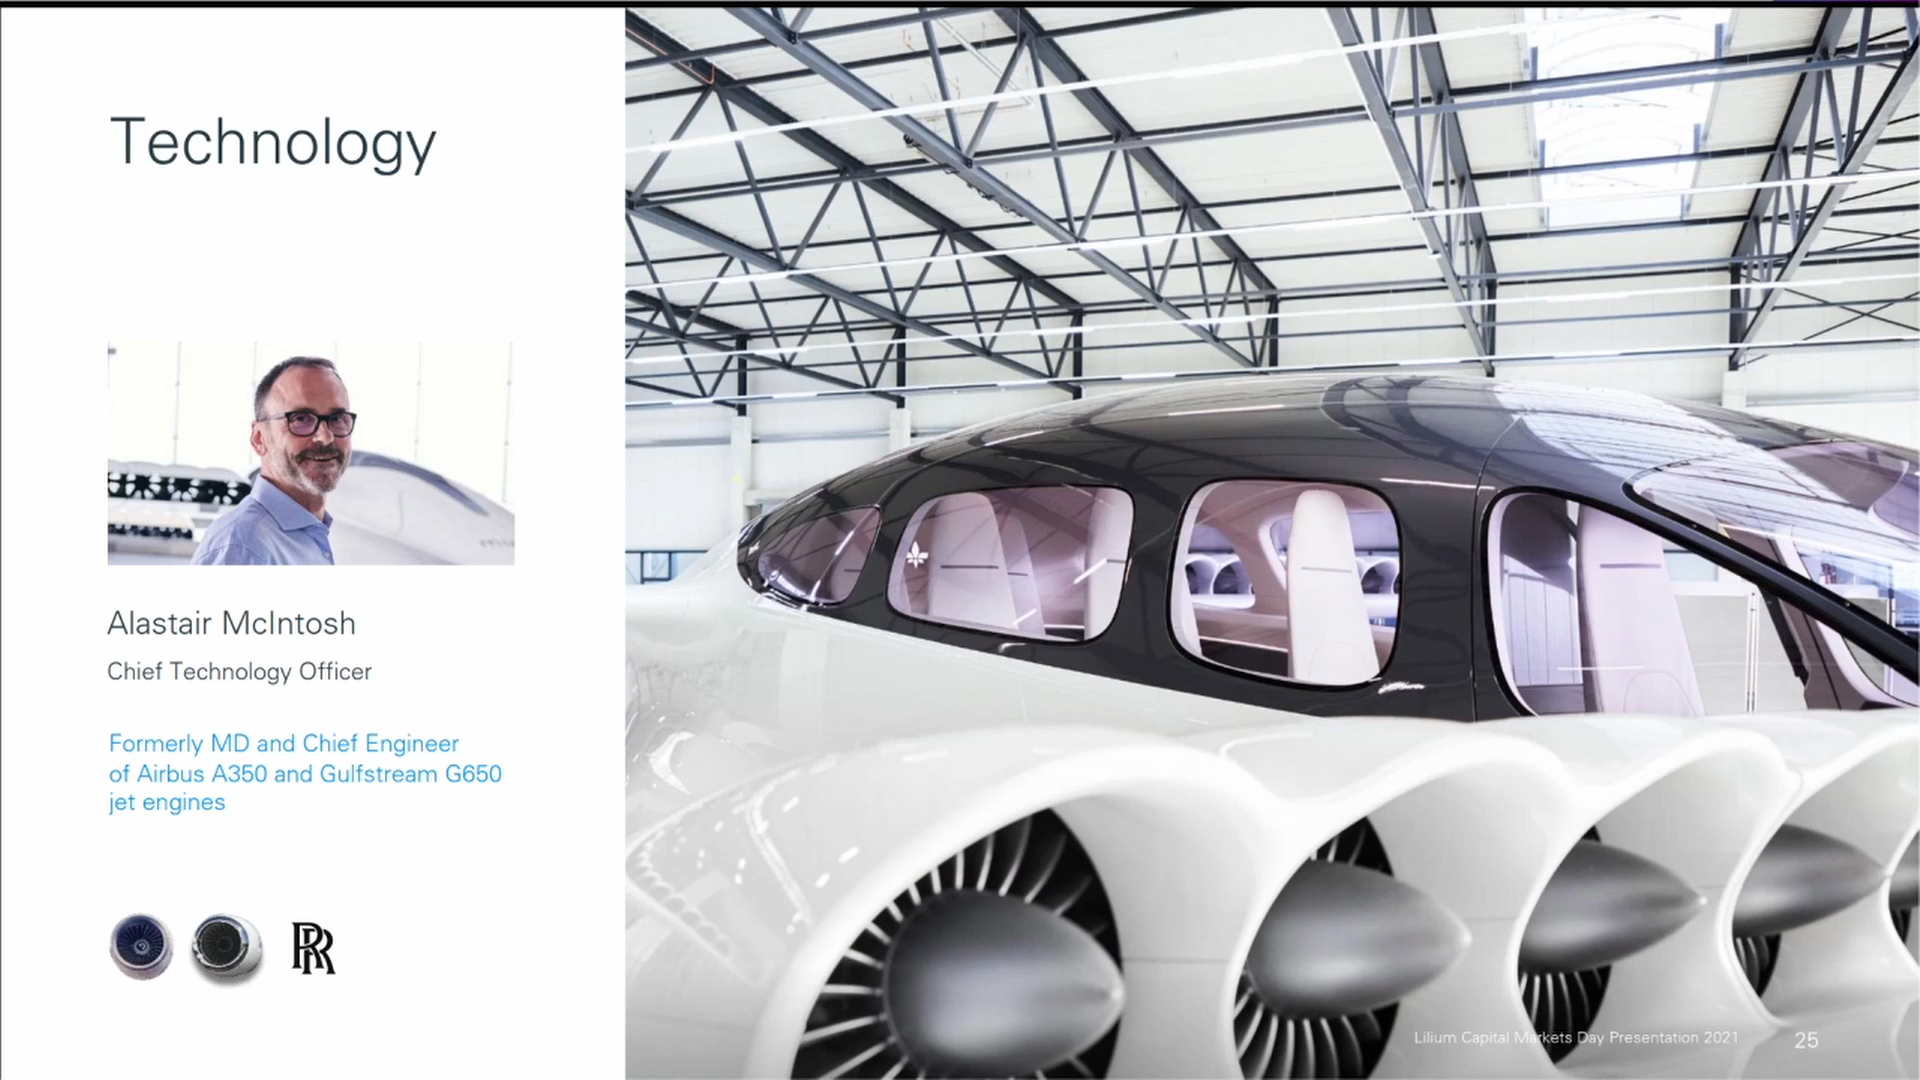 Technology
Alastair McIntosh
Chief Technology Officer
Formerly MD and Chief Engineer
of Airbus A350 and Gulfstream G650
jet engines
RR
Lilium Capital Markets Day Presentation 2021
25